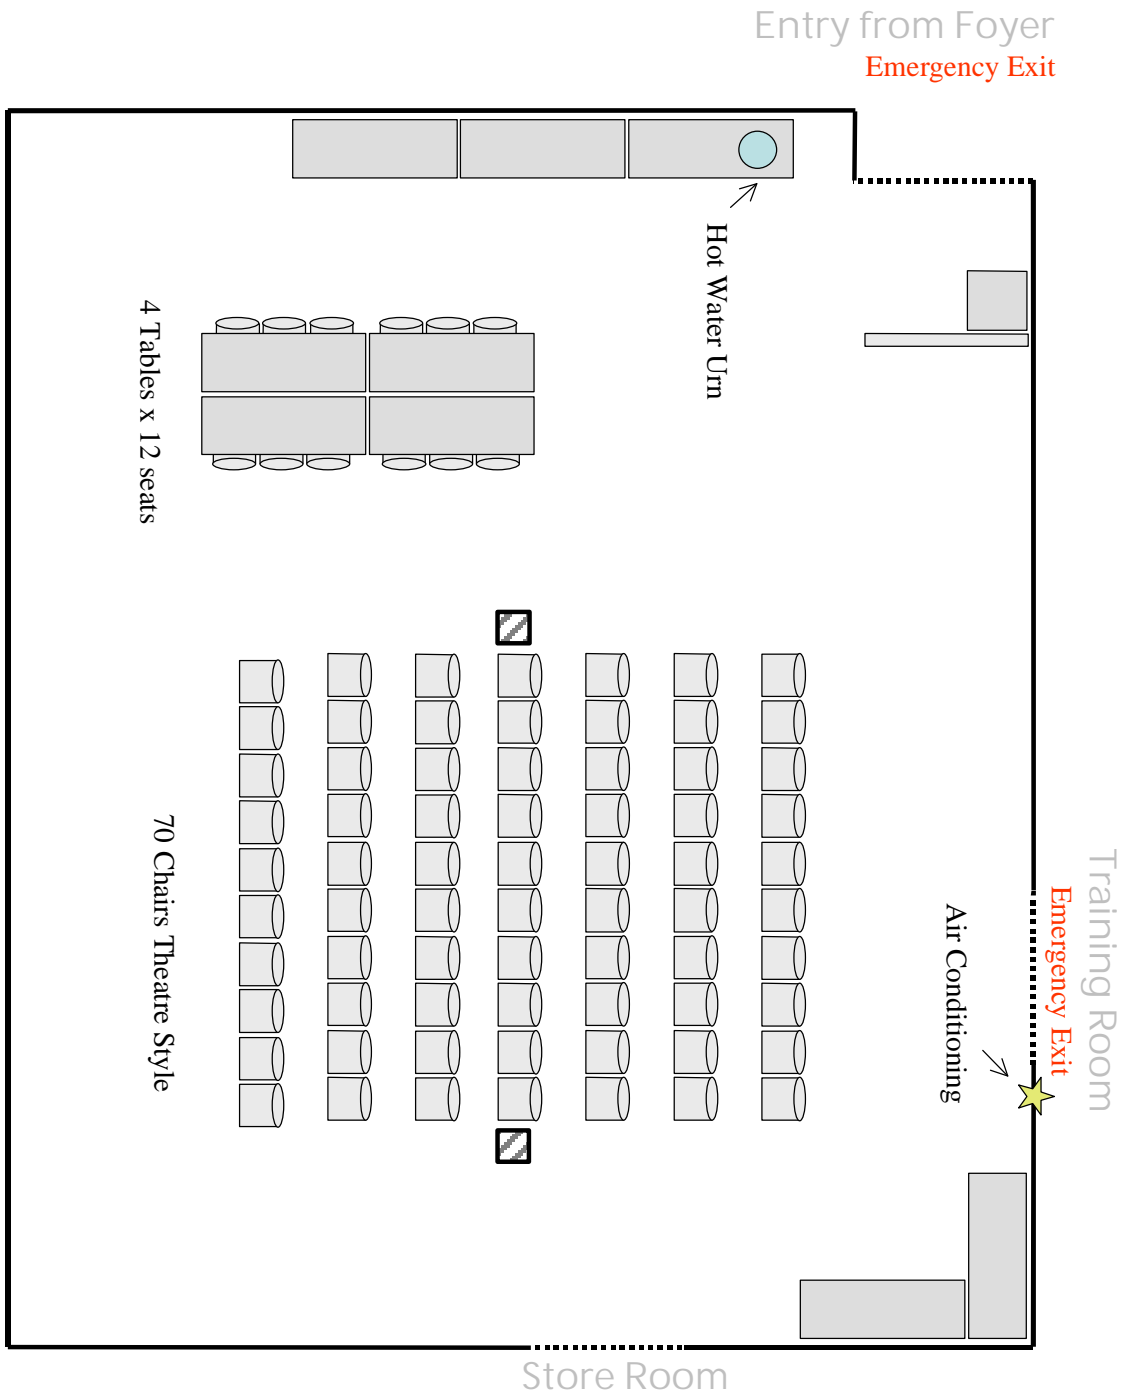 Entry from Foyer
Emergency Exit
Hot Water Urn
4 Tables x 12 seats
70 Chairs Theatre Style
Air Conditioning
Emergency Exit
Training Room
Store Room